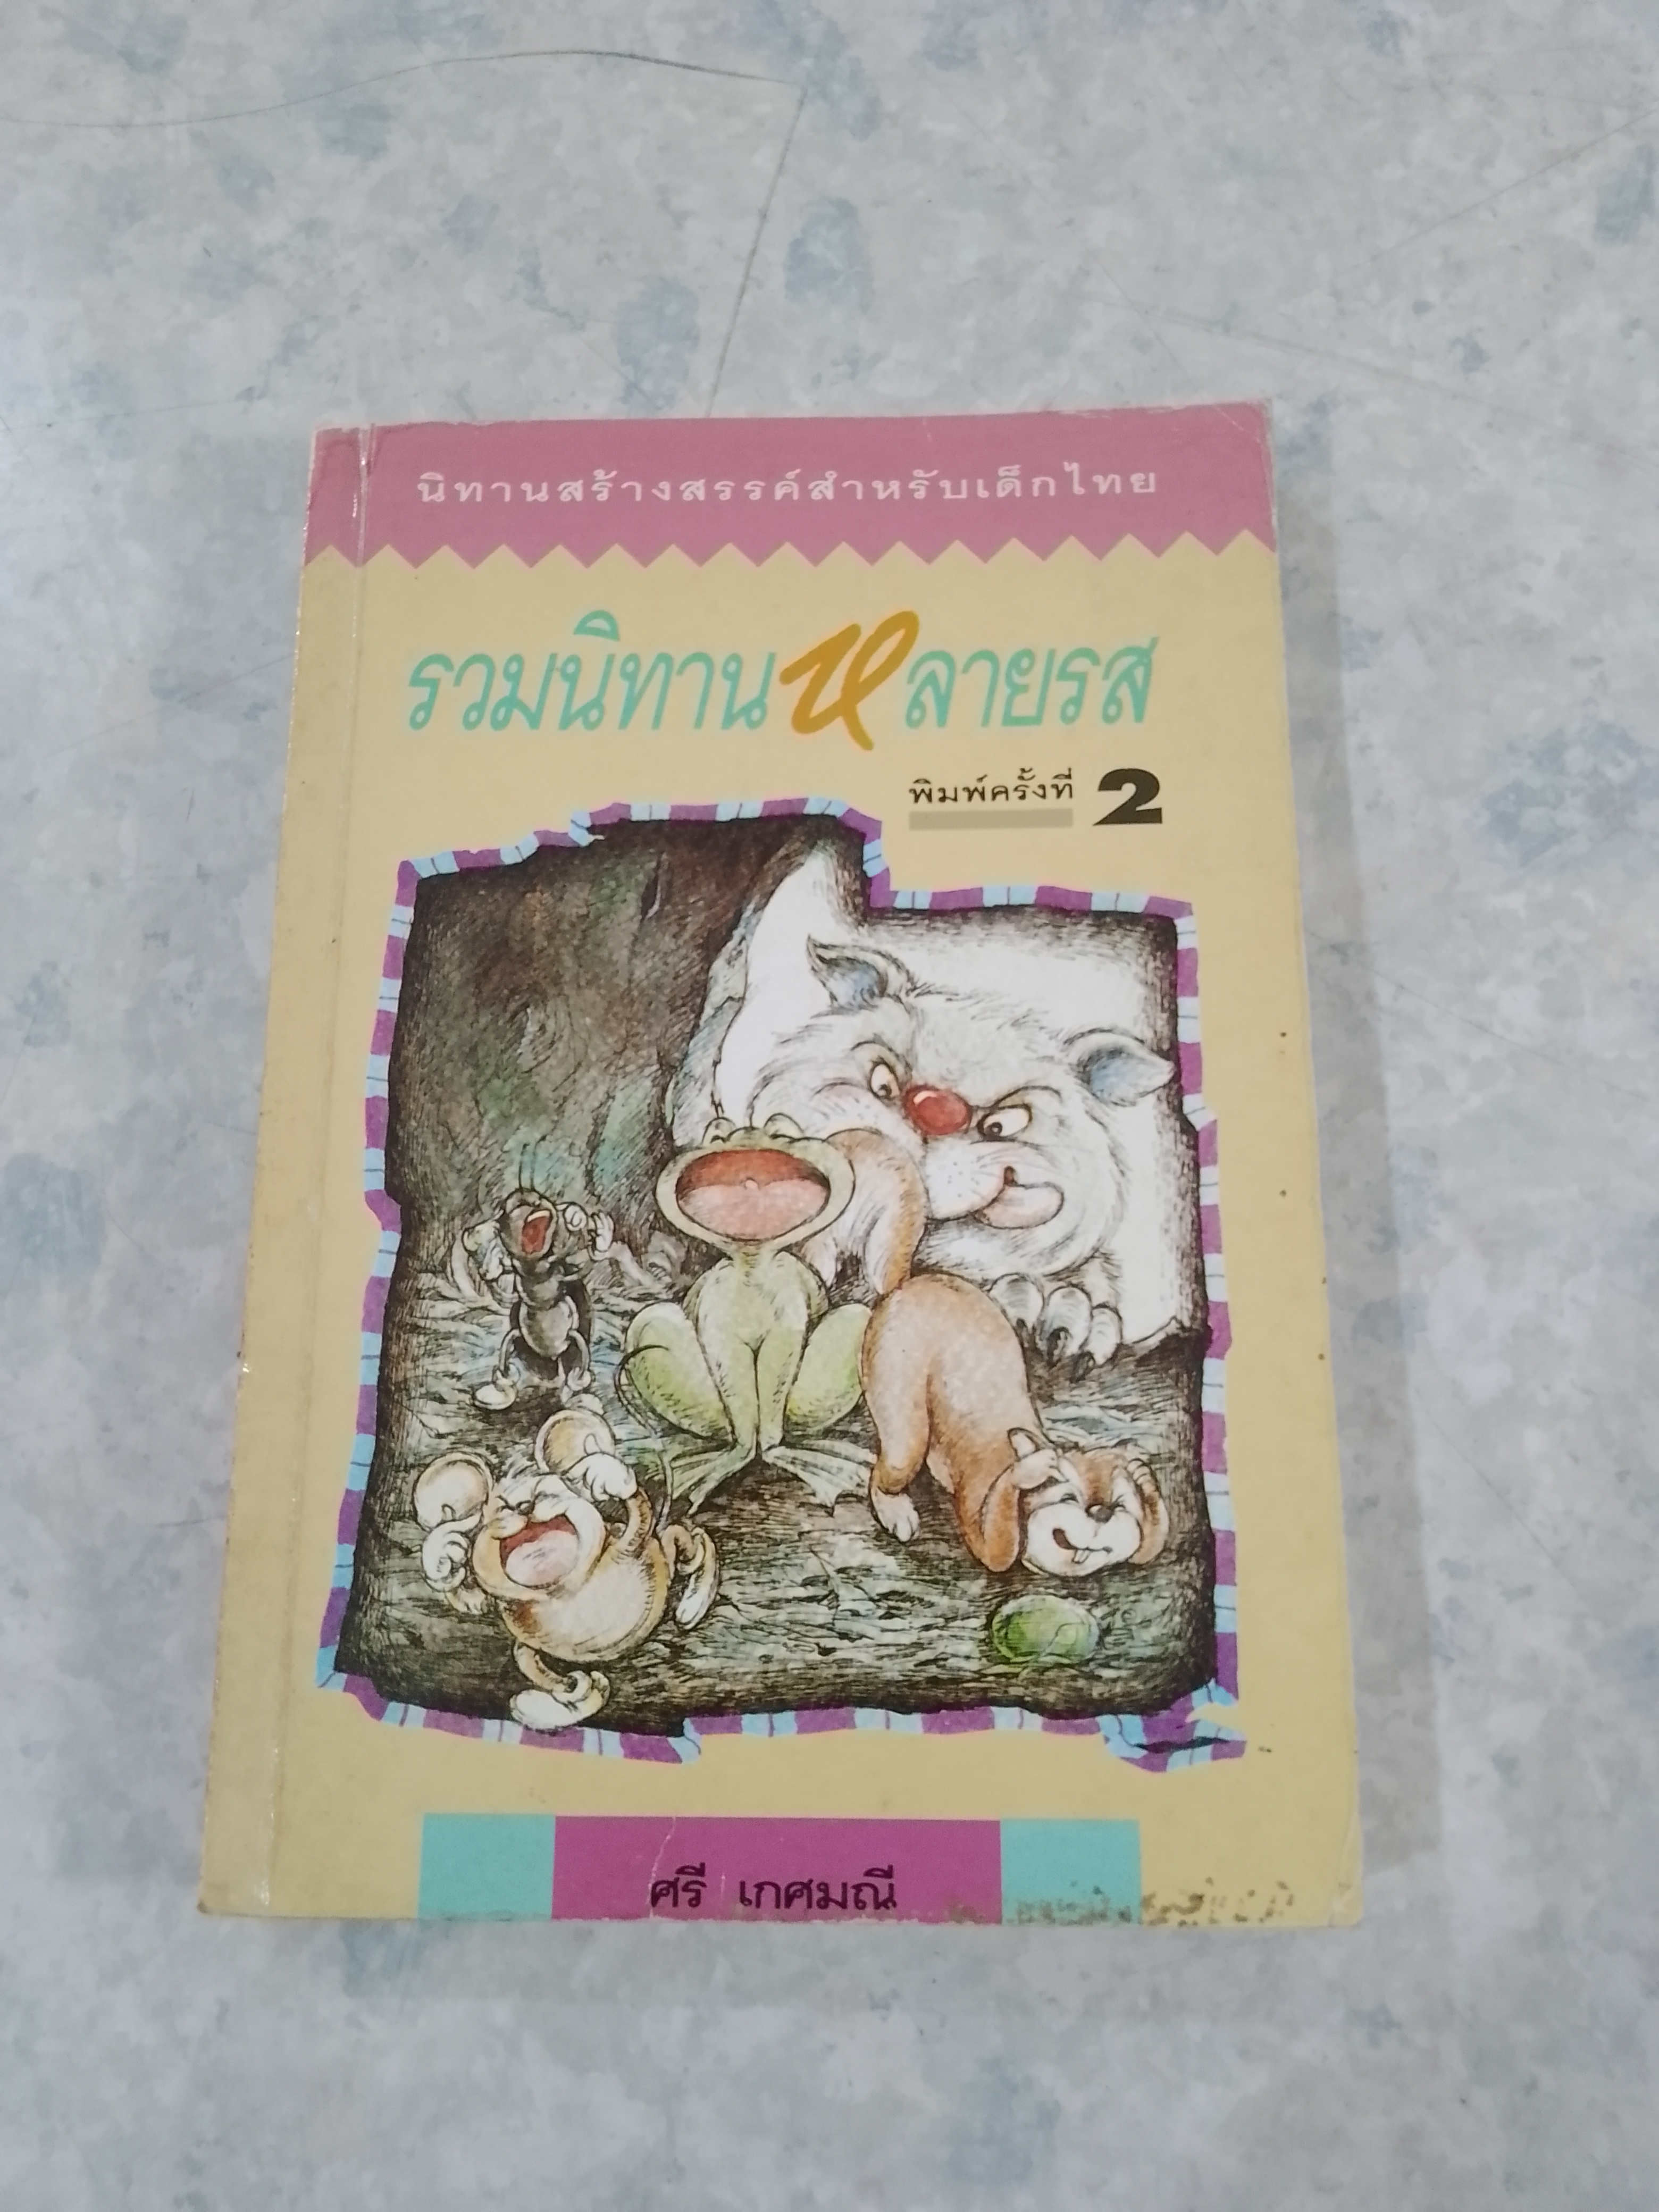 นิทานสร้างสรรค์สำหรับเด็กไทย
รวมนิทานหลายรส
พิมพ์ครั้งที่ 2
ศรี เกศมณี